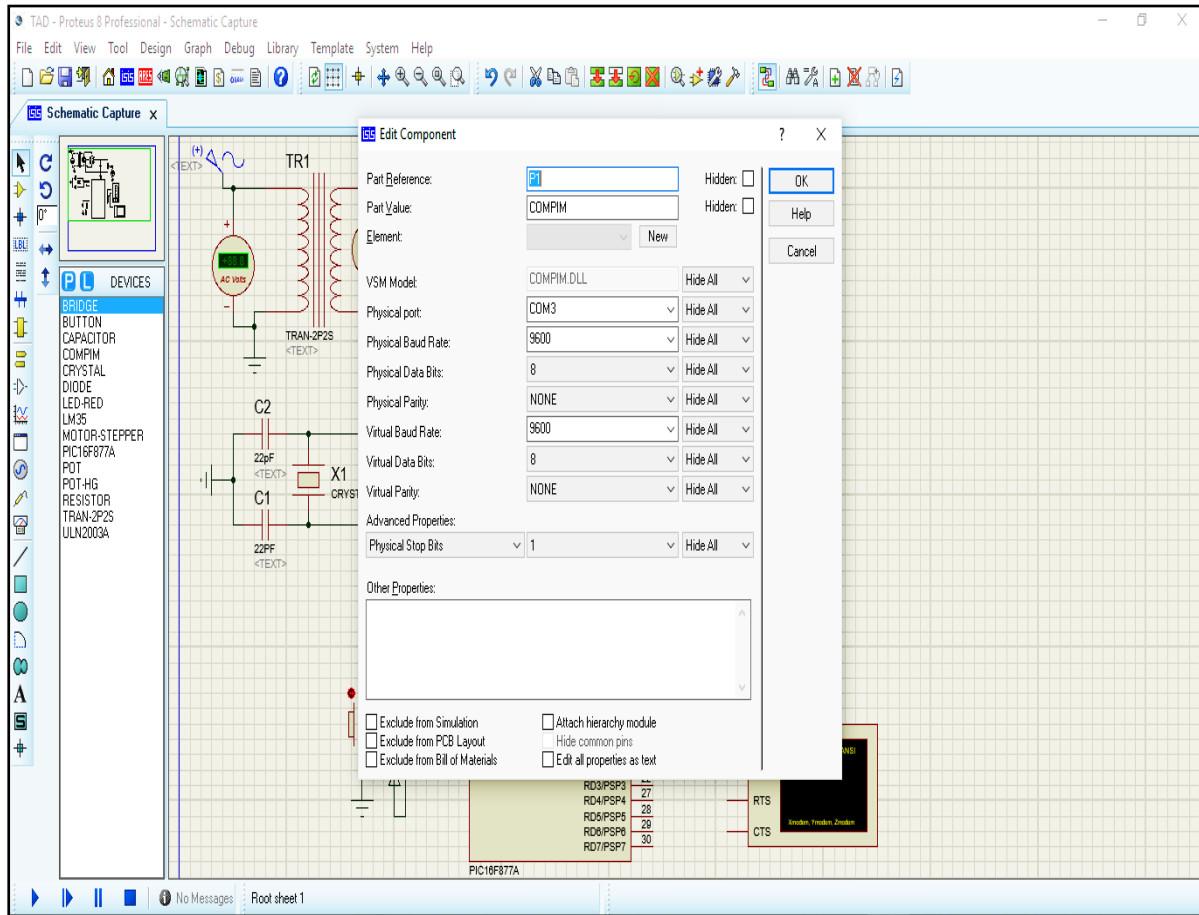 TAD - Proteus 8 Professional - Schematic Capture
File Edit View Tool Design Graph Debug Library Template System Help
Schematic Capture x
0°
LBL
P L DEVICES
BRIDGE
BUTTON
CAPACITOR
COMPIM
CRYSTAL
DIODE
LED-RED
LM35
MOTOR-STEPPER
PIC16F877A
POT
POT-HG
RESISTOR
TRAN-2P2S
ULN2003A
(+)
<TEXT>
TR1
+88.8
AC Volts
TRAN-2P2S
<TEXT>
C2
22pF
<TEXT>
X1
CRYST
C1
22PF
<TEXT>
Edit Component ? X
Part Reference: P1 Hidden:
Part Value: COMPIM Hidden:
Element: New
VSM Model: COMPIM.DLL Hide All
Physical port: COM3 Hide All
Physical Baud Rate: 9600 Hide All
Physical Data Bits: 8 Hide All
Physical Parity: NONE Hide All
Virtual Baud Rate: 9600 Hide All
Virtual Data Bits: 8 Hide All
Virtual Parity: NONE Hide All
Advanced Properties:
Physical Stop Bits 1 Hide All
Other Properties:
Exclude from Simulation Attach hierarchy module
Exclude from PCB Layout Hide common pins
Exclude from Bill of Materials Edit all properties as text
OK
Help
Cancel
RD3/PSP3
RD4/PSP4 27
RD5/PSP5 28
RD6/PSP6 29
RD7/PSP7 30
PIC16F877A
ANSI
RTS
CTS
Xmodem, Ymodem, Zmodem
No Messages Root sheet 1